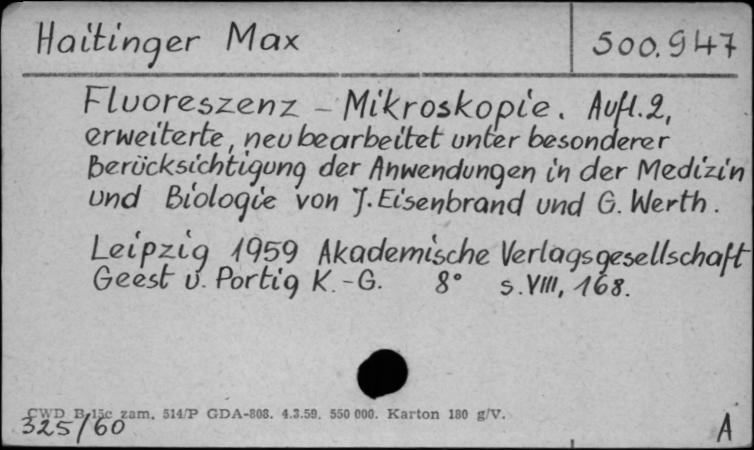 Haitinger Max 500.947
Fluoreszenz - Mikroskopie. Aufl. 2,
erweiterte, neu bearbeitet unter besonderer
Berücksichtigung der Anwendungen in der Medizin
und Biologie von J. Eisenbrand und G. Werth.
Leipzig 1959 Akademische Verlagsgesellschaft
Geest u. Portig K.-G. 8° s. VIII, 168.
CWD B 15c zam. 514/P GDA-808. 4.3.59. 550 000. Karton 180 g/V.
325/60 A